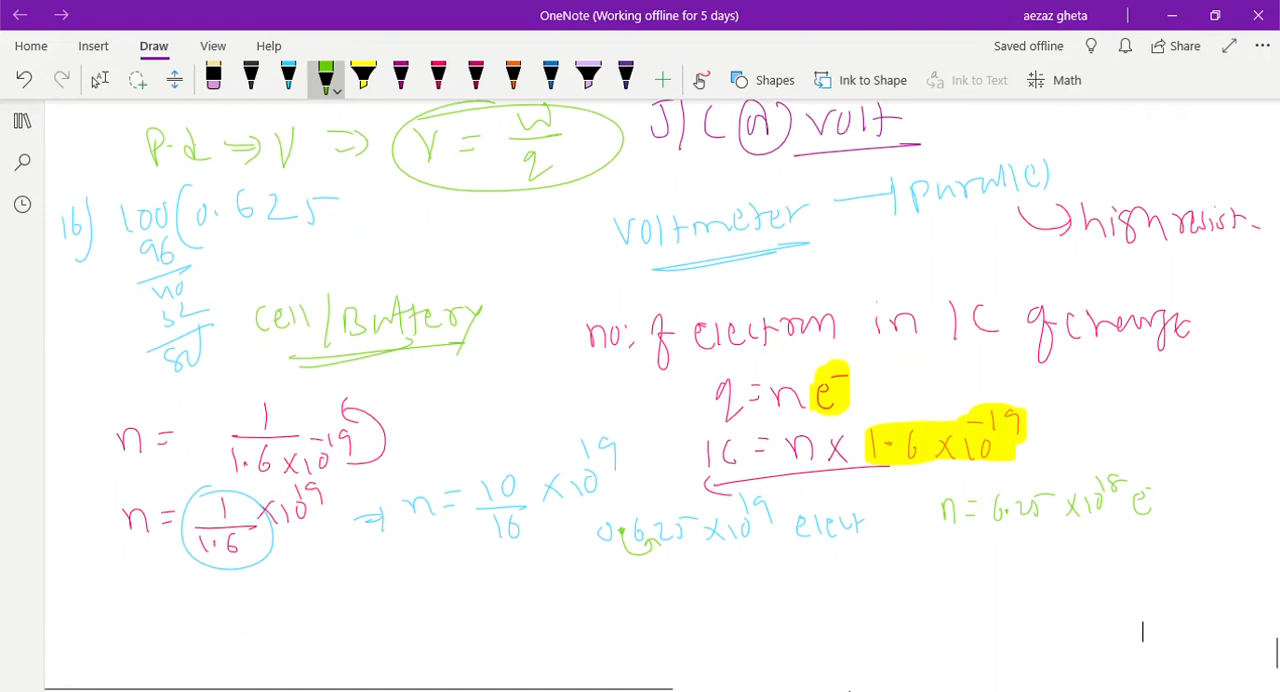 OneNote (Working offline for 5 days)
aezaz gheta
Home Insert Draw View Help
Saved offline
Share
Shapes
Ink to Shape
Ink to Text
Math
P.d ⇒ V ⇒ V = W/q
J/C (or) volt
16) 100 ( 0.625
96
40
32
80
voltmeter → parallel
↪ high resist.
cell/Battery
no: of electron in 1C of charge
q = n e⁻
1C = n × 1.6 × 10⁻¹⁹
n = 1/(1.6 × 10⁻¹⁹)
n = 1/1.6 × 10¹⁹ ⇒ n = 10/16 × 10¹⁹
0.625 × 10¹⁹ elect
n = 6.25 × 10¹⁸ e⁻